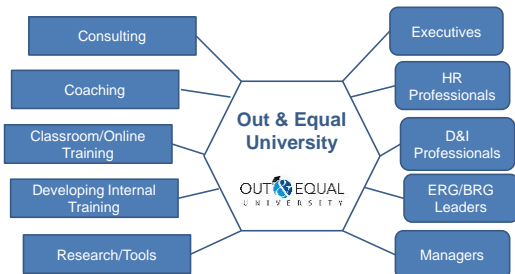 Consulting
Coaching
Classroom/Online
Training
Developing Internal
Training
Research/Tools
Out & Equal
University
OUT & EQUAL
UNIVERSITY
Executives
HR
Professionals
D&I
Professionals
ERG/BRG
Leaders
Managers